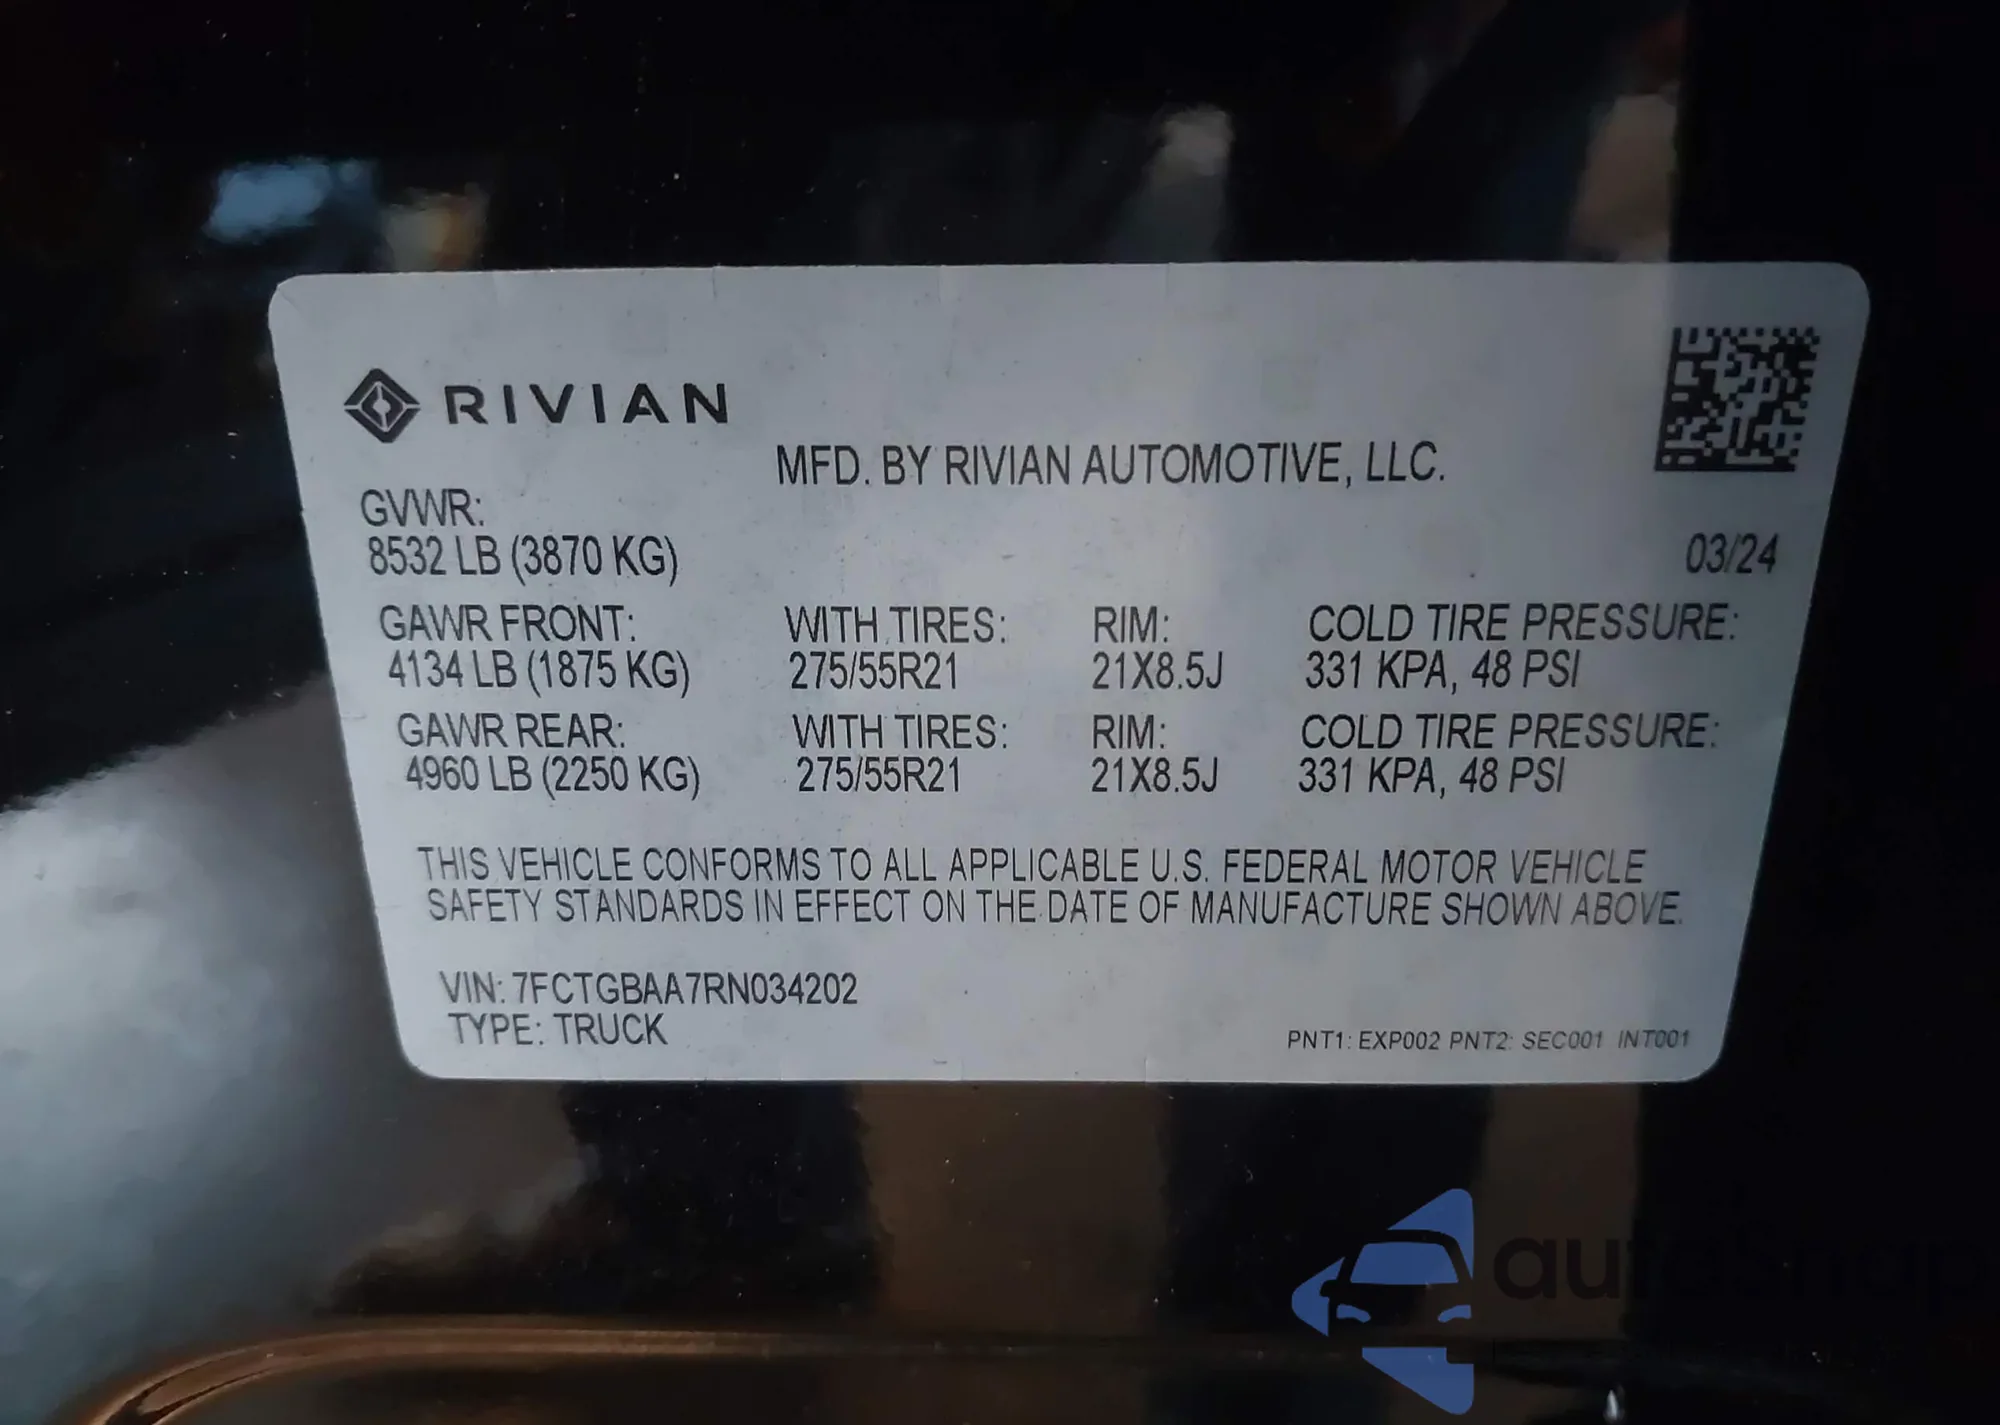 RIVIAN
MFD. BY RIVIAN AUTOMOTIVE, LLC.
GVWR:
8532 LB (3870 KG)
03/24
GAWR FRONT: WITH TIRES: RIM: COLD TIRE PRESSURE:
4134 LB (1875 KG) 275/55R21 21X8.5J 331 KPA, 48 PSI
GAWR REAR: WITH TIRES: RIM: COLD TIRE PRESSURE:
4960 LB (2250 KG) 275/55R21 21X8.5J 331 KPA, 48 PSI
THIS VEHICLE CONFORMS TO ALL APPLICABLE U.S. FEDERAL MOTOR VEHICLE
SAFETY STANDARDS IN EFFECT ON THE DATE OF MANUFACTURE SHOWN ABOVE.
VIN: 7FCTGBAA7RN034202
TYPE: TRUCK
PNT1: EXP002 PNT2: SEC001 INT001